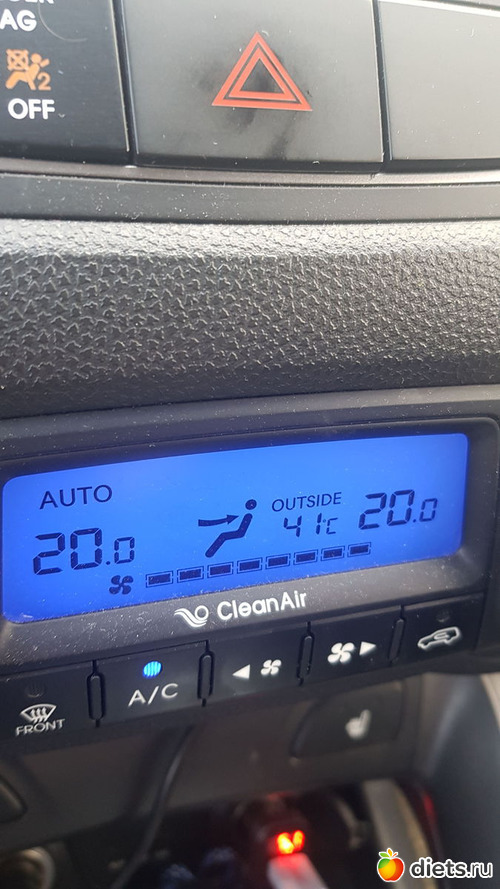 AG
2
OFF
AUTO
20.0
OUTSIDE
41°C
20.0
CleanAir
FRONT
A/C
diets.ru